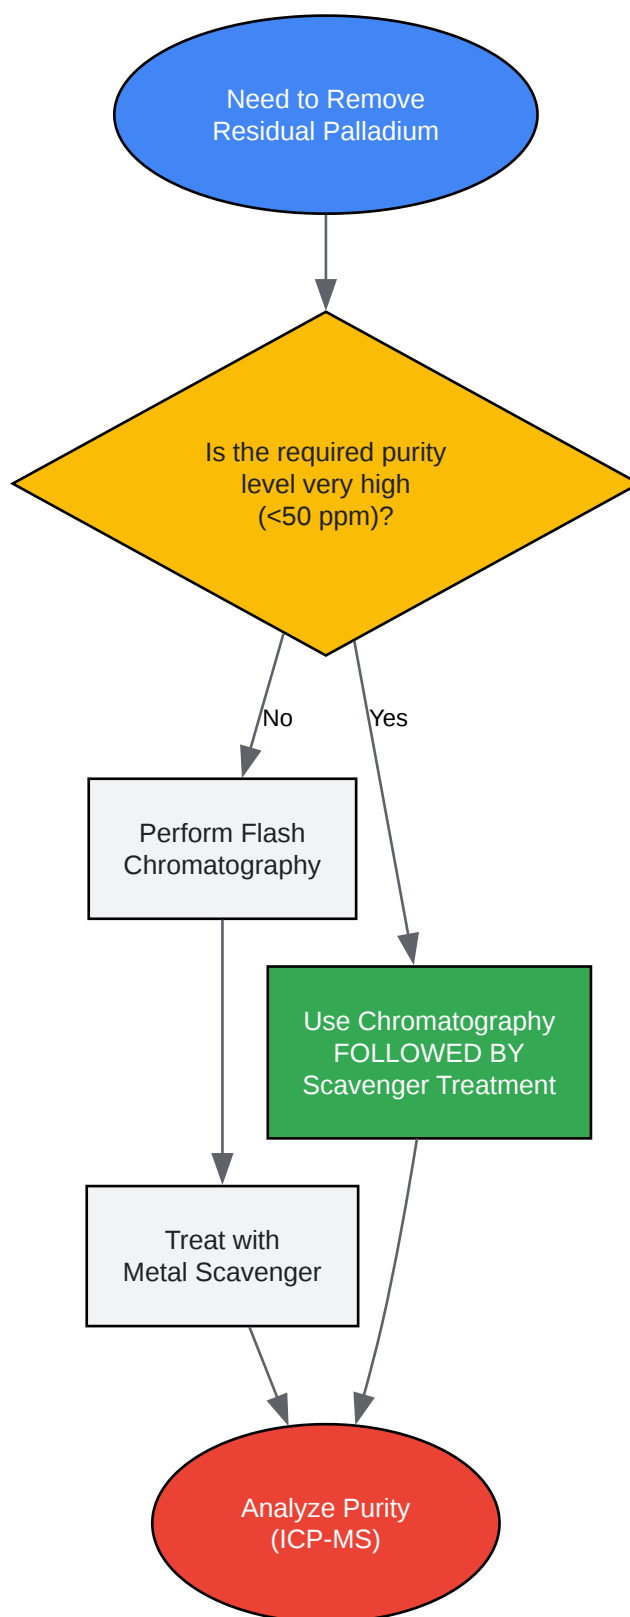 Need to Remove
Residual Palladium
Is the required purity
level very high
(<50 ppm)?
No
Yes
Perform Flash
Chromatography
Use Chromatography
FOLLOWED BY
Scavenger Treatment
Treat with
Metal Scavenger
Analyze Purity
(ICP-MS)